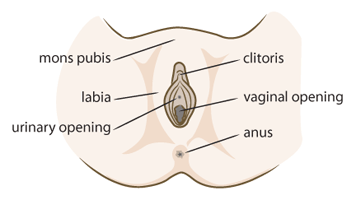 mons pubis
clitoris
labia
vaginal opening
urinary opening
anus